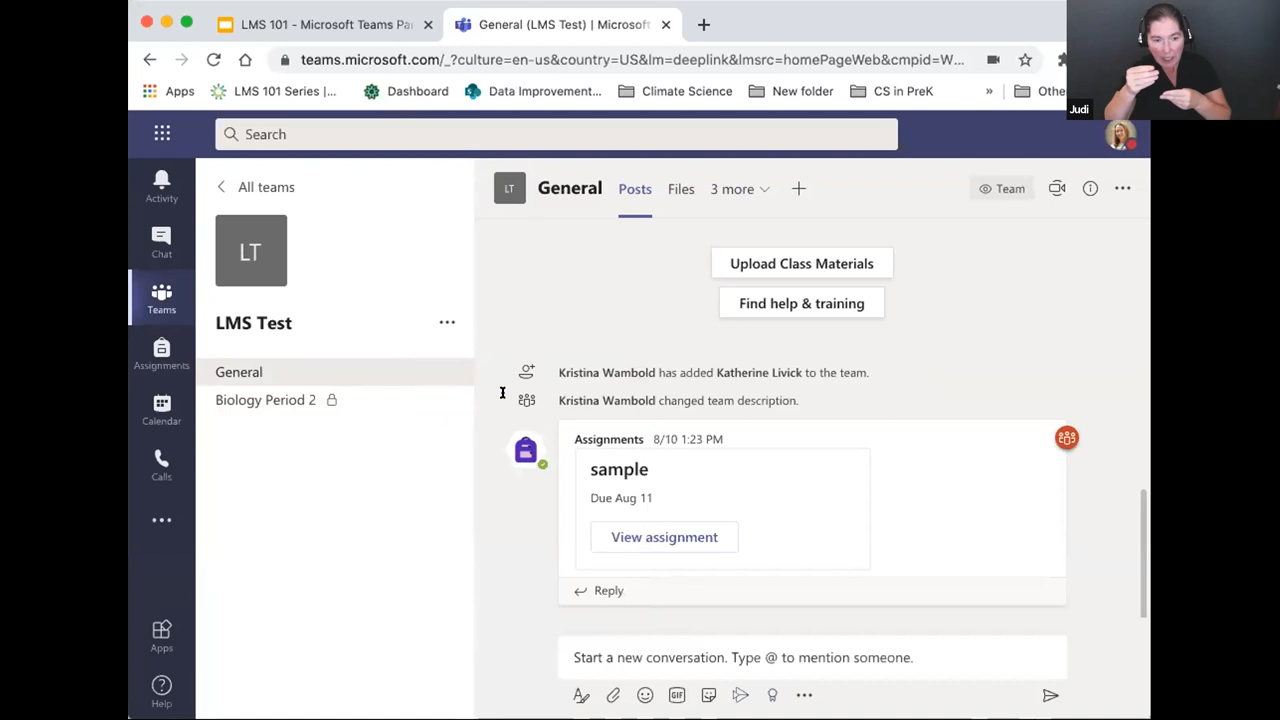 LMS 101 - Microsoft Teams Pa
General (LMS Test) | Microsoft
teams.microsoft.com/_?culture=en-us&country=US&lm=deeplink&lmsrc=homePageWeb&cmpid=W...
Apps
LMS 101 Series |...
Dashboard
Data Improvement...
Climate Science
New folder
CS in PreK
»
Othe
Judi
Search
Activity
Chat
Teams
Assignments
Calendar
Calls
Apps
Help
All teams
LT
LMS Test
General
Biology Period 2
LT
General
Posts
Files
3 more
Team
Upload Class Materials
Find help & training
Kristina Wambold has added Katherine Livick to the team.
Kristina Wambold changed team description.
Assignments 8/10 1:23 PM
sample
Due Aug 11
View assignment
Reply
Start a new conversation. Type @ to mention someone.
GIF